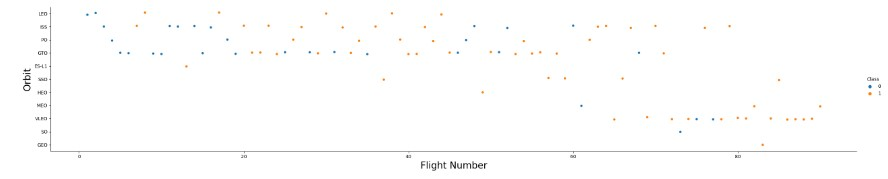 LEO
ISS
PO
GTO
ES-L1
SSO
HEO
MEO
VLEO
SO
GEO
Orbit
0
20
40
60
80
Flight Number
Class
0
1